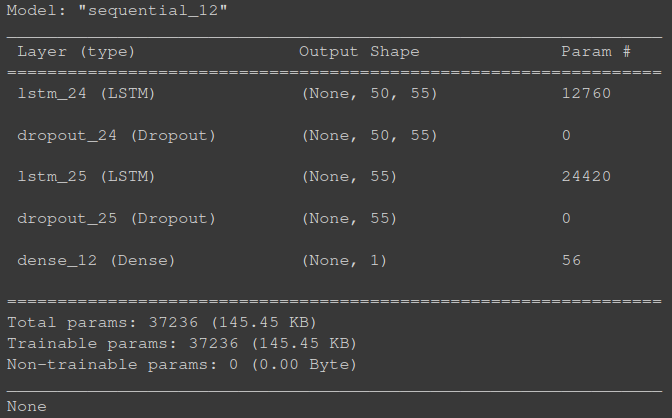 Model: "sequential_12"
Layer (type) Output Shape Param #
lstm_24 (LSTM) (None, 50, 55) 12760
dropout_24 (Dropout) (None, 50, 55) 0
lstm_25 (LSTM) (None, 55) 24420
dropout_25 (Dropout) (None, 55) 0
dense_12 (Dense) (None, 1) 56
Total params: 37236 (145.45 KB)
Trainable params: 37236 (145.45 KB)
Non-trainable params: 0 (0.00 Byte)
None